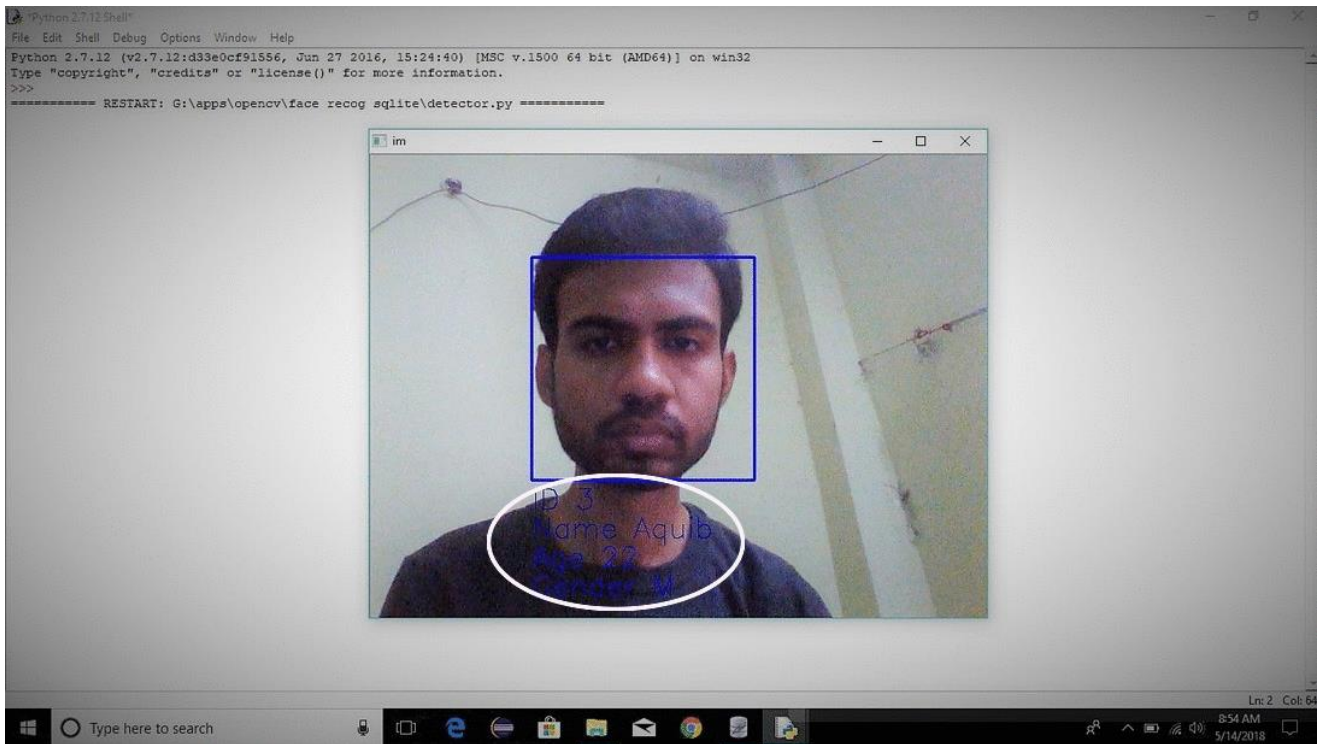 *Python 2.7.12 Shell*
File Edit Shell Debug Options Window Help
Python 2.7.12 (v2.7.12:d33e0cf91556, Jun 27 2016, 15:24:40) [MSC v.1500 64 bit (AMD64)] on win32
Type "copyright", "credits" or "license()" for more information.
>>>
=========== RESTART: G:\apps\opencv\face recog sqlite\detector.py ===========
im
ID 3
Name Aquib
Age 22
Gender M
Ln: 2 Col: 64
Type here to search
8:54 AM
5/14/2018